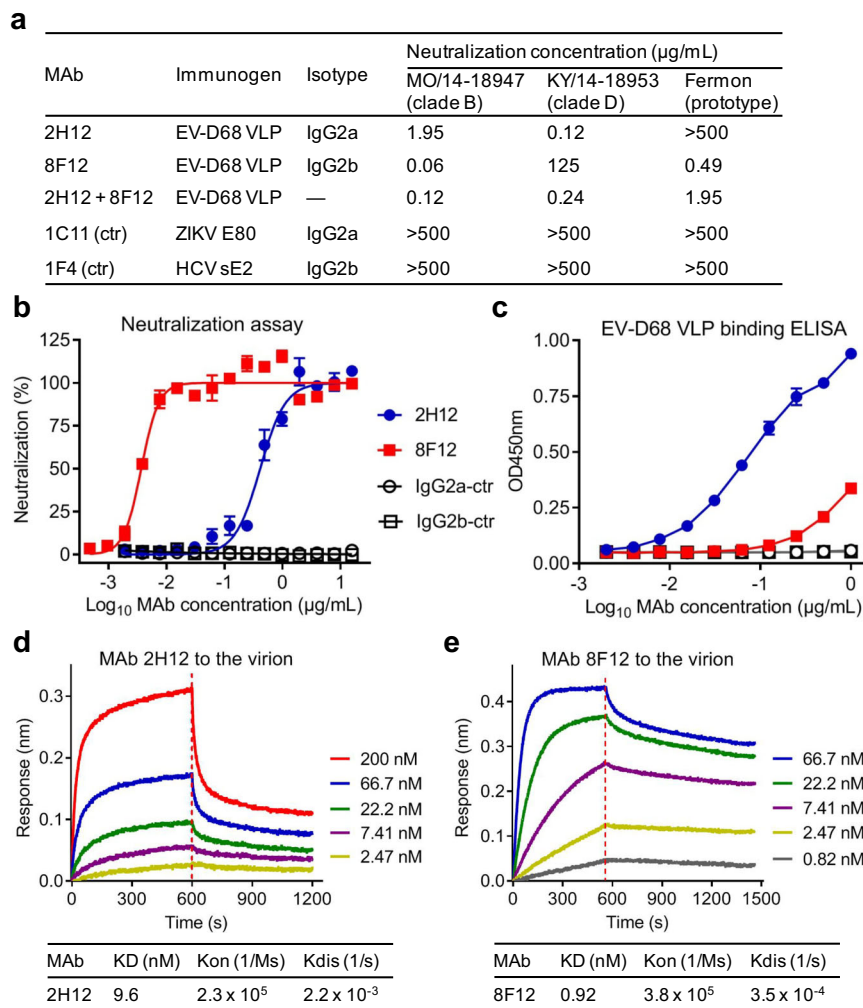 a
Neutralization concentration (µg/mL)
MAb Immunogen Isotype MO/14-18947 (clade B) KY/14-18953 (clade D) Fermon (prototype)
2H12 EV-D68 VLP IgG2a 1.95 0.12 >500
8F12 EV-D68 VLP IgG2b 0.06 125 0.49
2H12 + 8F12 EV-D68 VLP — 0.12 0.24 1.95
1C11 (ctr) ZIKV E80 IgG2a >500 >500 >500
1F4 (ctr) HCV sE2 IgG2b >500 >500 >500
b
Neutralization assay
Neutralization (%)
125
100
75
50
25
0
-3 -2 -1 0 1
Log10 MAb concentration (µg/mL)
2H12
8F12
IgG2a-ctr
IgG2b-ctr
c
EV-D68 VLP binding ELISA
OD450nm
1.00
0.75
0.50
0.25
0.00
-3 -2 -1 0
Log10 MAb concentration (µg/mL)
d
MAb 2H12 to the virion
Response (nm)
0.3
0.2
0.1
0.0
0 300 600 900 1200
Time (s)
200 nM
66.7 nM
22.2 nM
7.41 nM
2.47 nM
MAb KD (nM) Kon (1/Ms) Kdis (1/s)
2H12 9.6 2.3 x 10⁵ 2.2 x 10⁻³
e
MAb 8F12 to the virion
Response (nm)
0.4
0.3
0.2
0.1
0.0
0 300 600 900 1200 1500
Time (s)
66.7 nM
22.2 nM
7.41 nM
2.47 nM
0.82 nM
MAb KD (nM) Kon (1/Ms) Kdis (1/s)
8F12 0.92 3.8 x 10⁵ 3.5 x 10⁻⁴